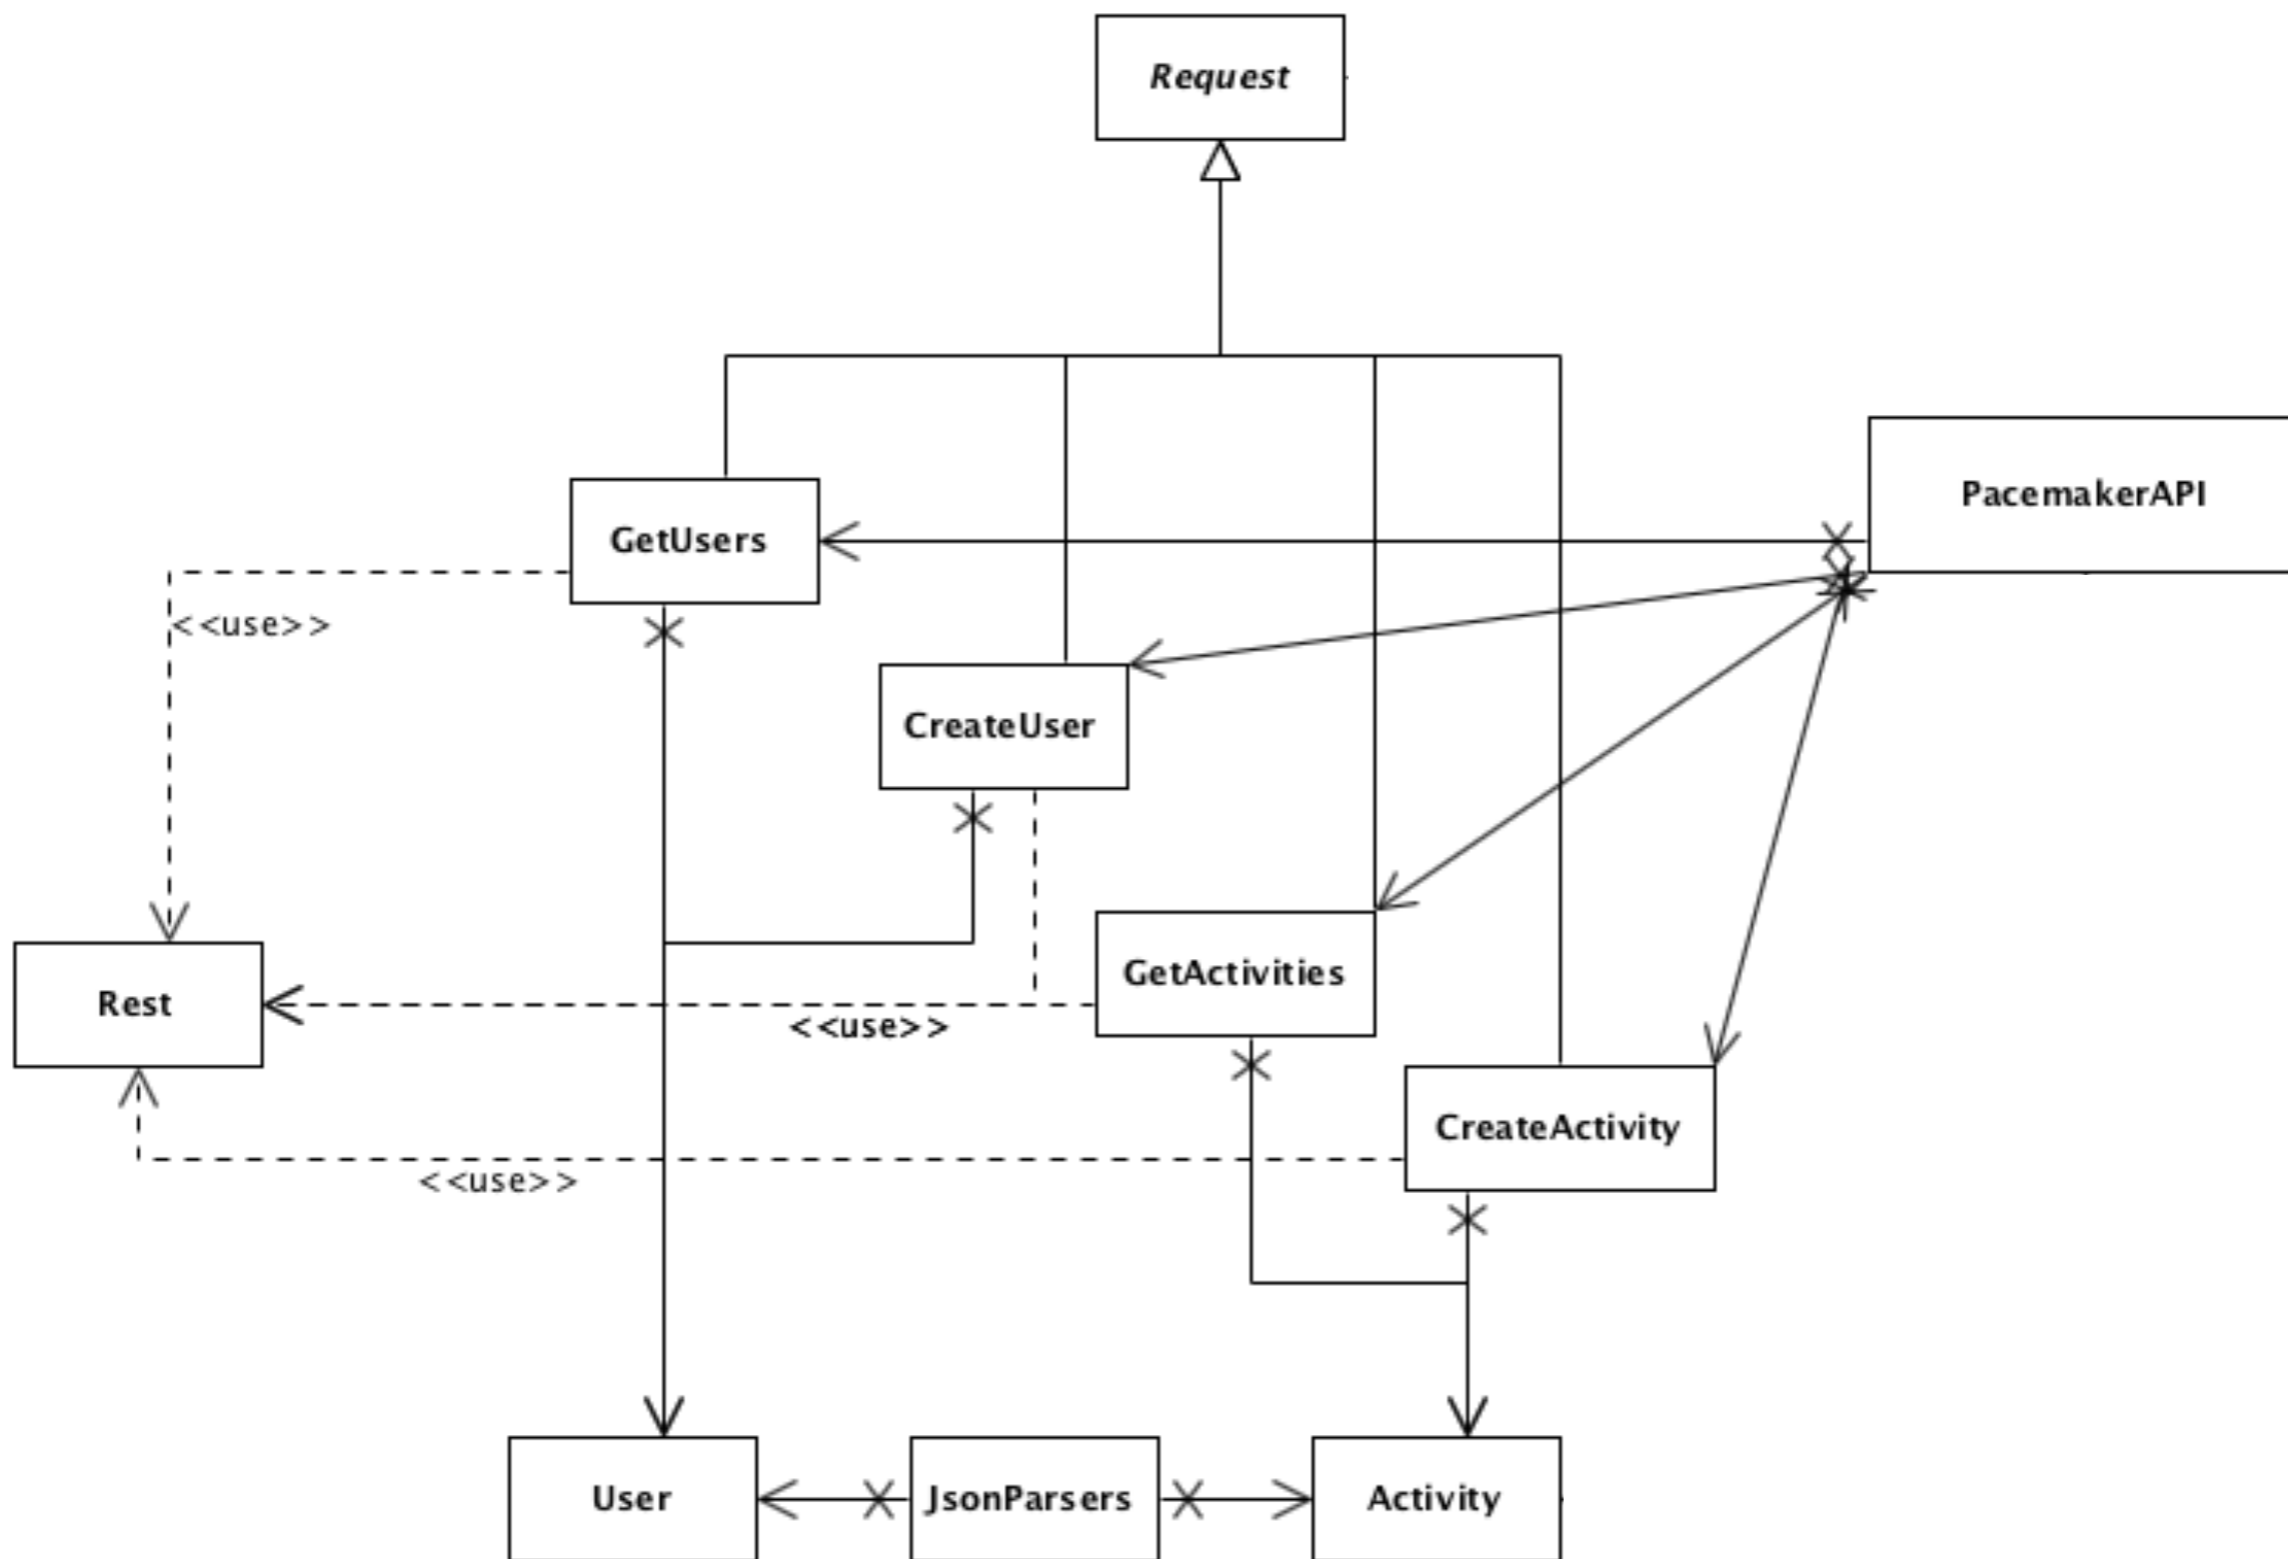 Request
PacemakerAPI
GetUsers
<<use>>
CreateUser
GetActivities
Rest
<<use>>
CreateActivity
<<use>>
User
JsonParsers
Activity